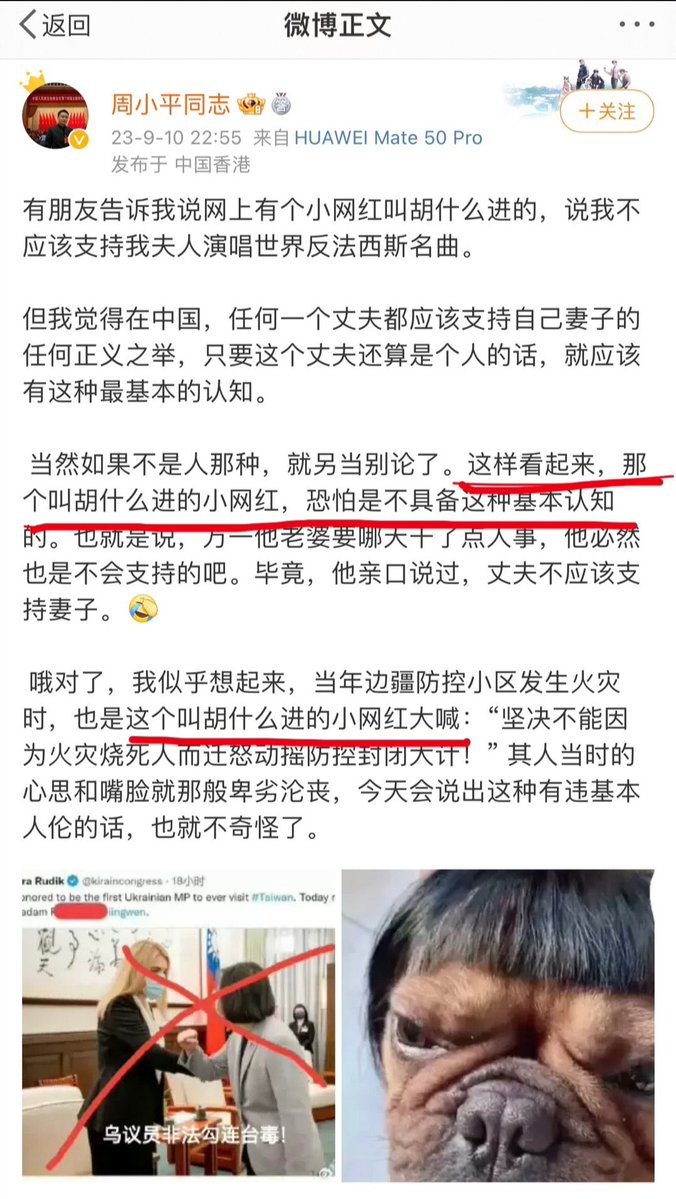 返回
微博正文
周小平同志
23-9-10 22:55 来自 HUAWEI Mate 50 Pro
发布于 中国香港
+关注
有朋友告诉我说网上有个小网红叫胡什么进的，说我不
应该支持我夫人演唱世界反法西斯名曲。
但我觉得在中国，任何一个丈夫都应该支持自己妻子的
任何正义之举，只要这个丈夫还算是个人的话，就应该
有这种最基本的认知。
当然如果不是人那种，就另当别论了。这样看起来，那
个叫胡什么进的小网红，恐怕是不具备这种基本认知
的。也就是说，万一他老婆要哪天干了点人事，他必然
也是不会支持的吧。毕竟，他亲口说过，丈夫不应该支
持妻子。🤣
哦对了，我似乎想起来，当年边疆防控小区发生火灾
时，也是这个叫胡什么进的小网红大喊：“坚决不能因
为火灾烧死人而迁怒动摇防控封闭大计！”其人当时的
心思和嘴脸就那般卑劣沦丧，今天会说出这种有违基本
人伦的话，也就不奇怪了。
ra Rudik @kiraincongress · 18小时
onored to be the first Ukrainian MP to ever visit #Taiwan. Today r
adam ingwen.
乌议员非法勾连台毒！